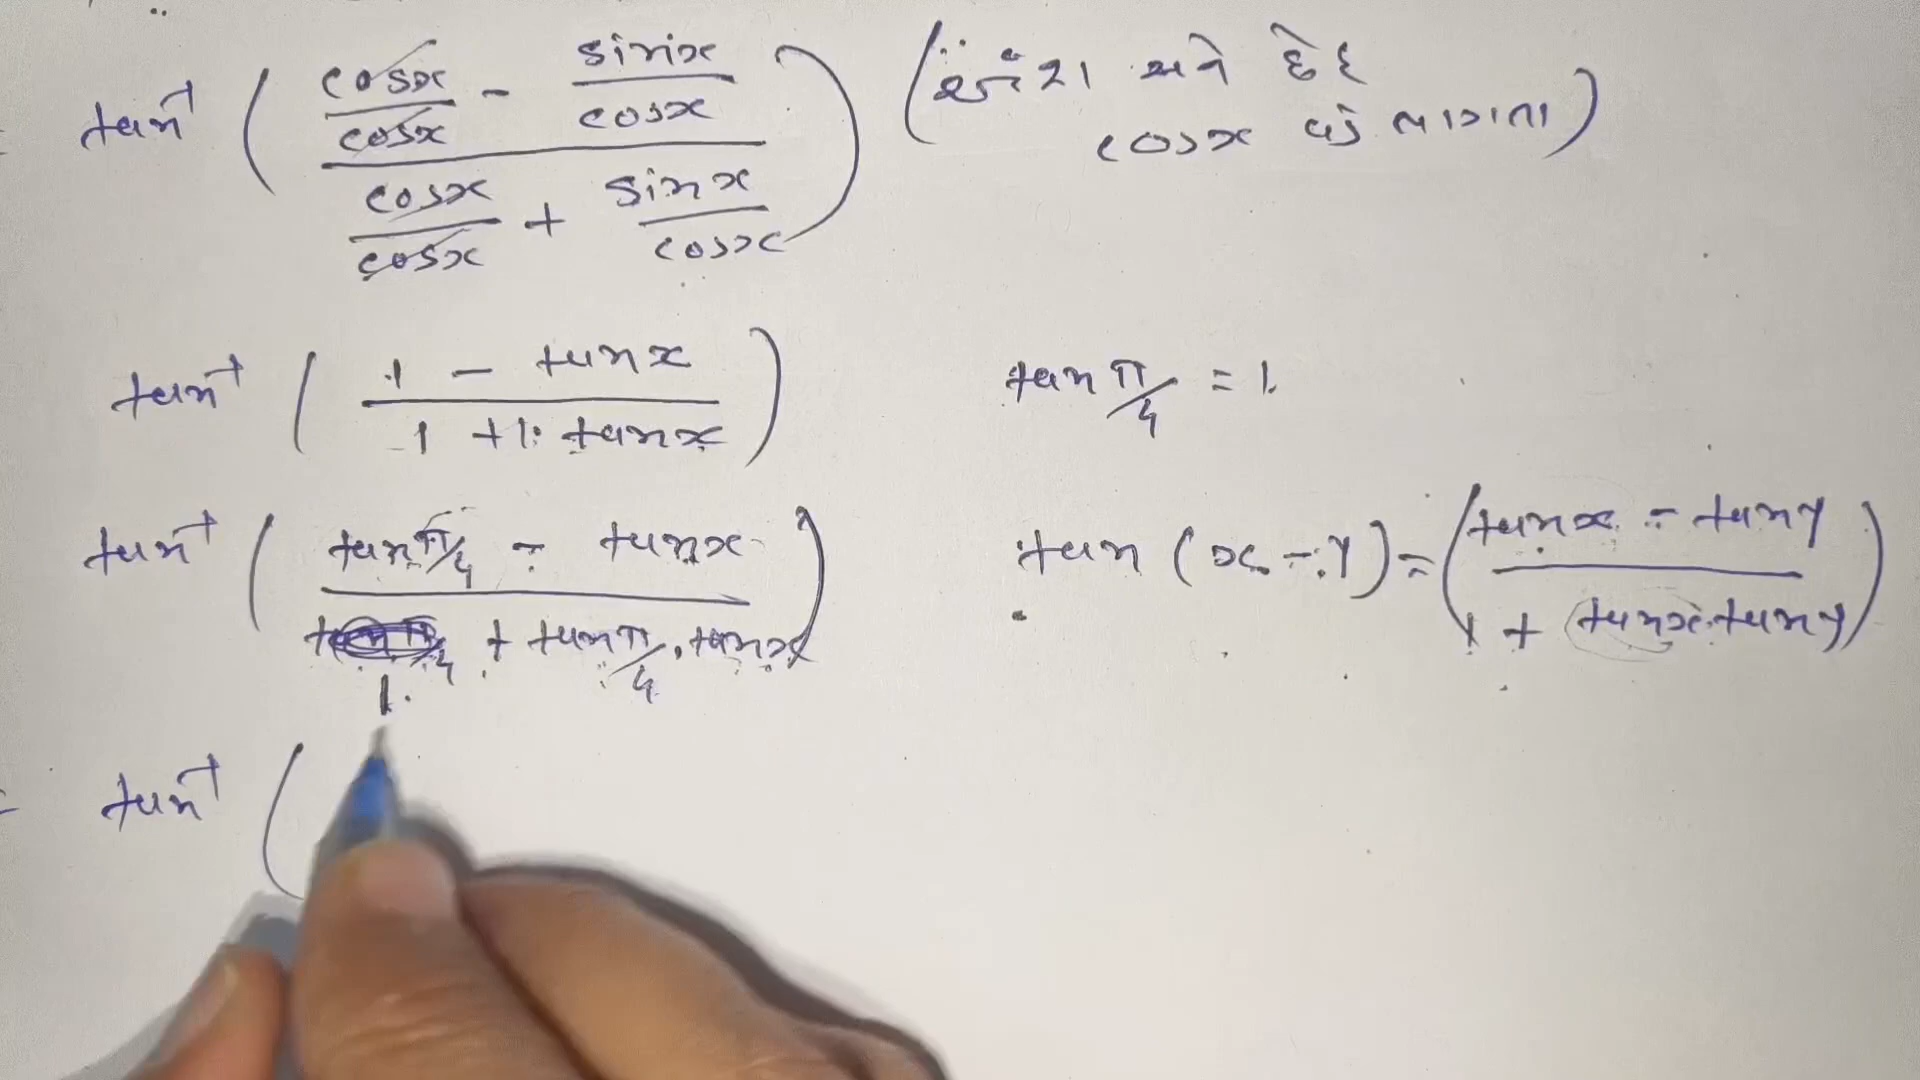 = tan⁻¹ ( (cosx/cosx - sinx/cosx) / (cosx/cosx + sinx/cosx) ) (અંશ અને છેદ
cosx વડે ભાગતા)
tan⁻¹ ( (1 - tanx) / (1 + 1. tanx) ) tan π/4 = 1.
tan⁻¹ ( (tan π/4 - tanx) / (1. + tan π/4 . tanx) ) tan (x - y) = ( (tanx - tany) / (1 + tanx.tany) )
= tan⁻¹ (